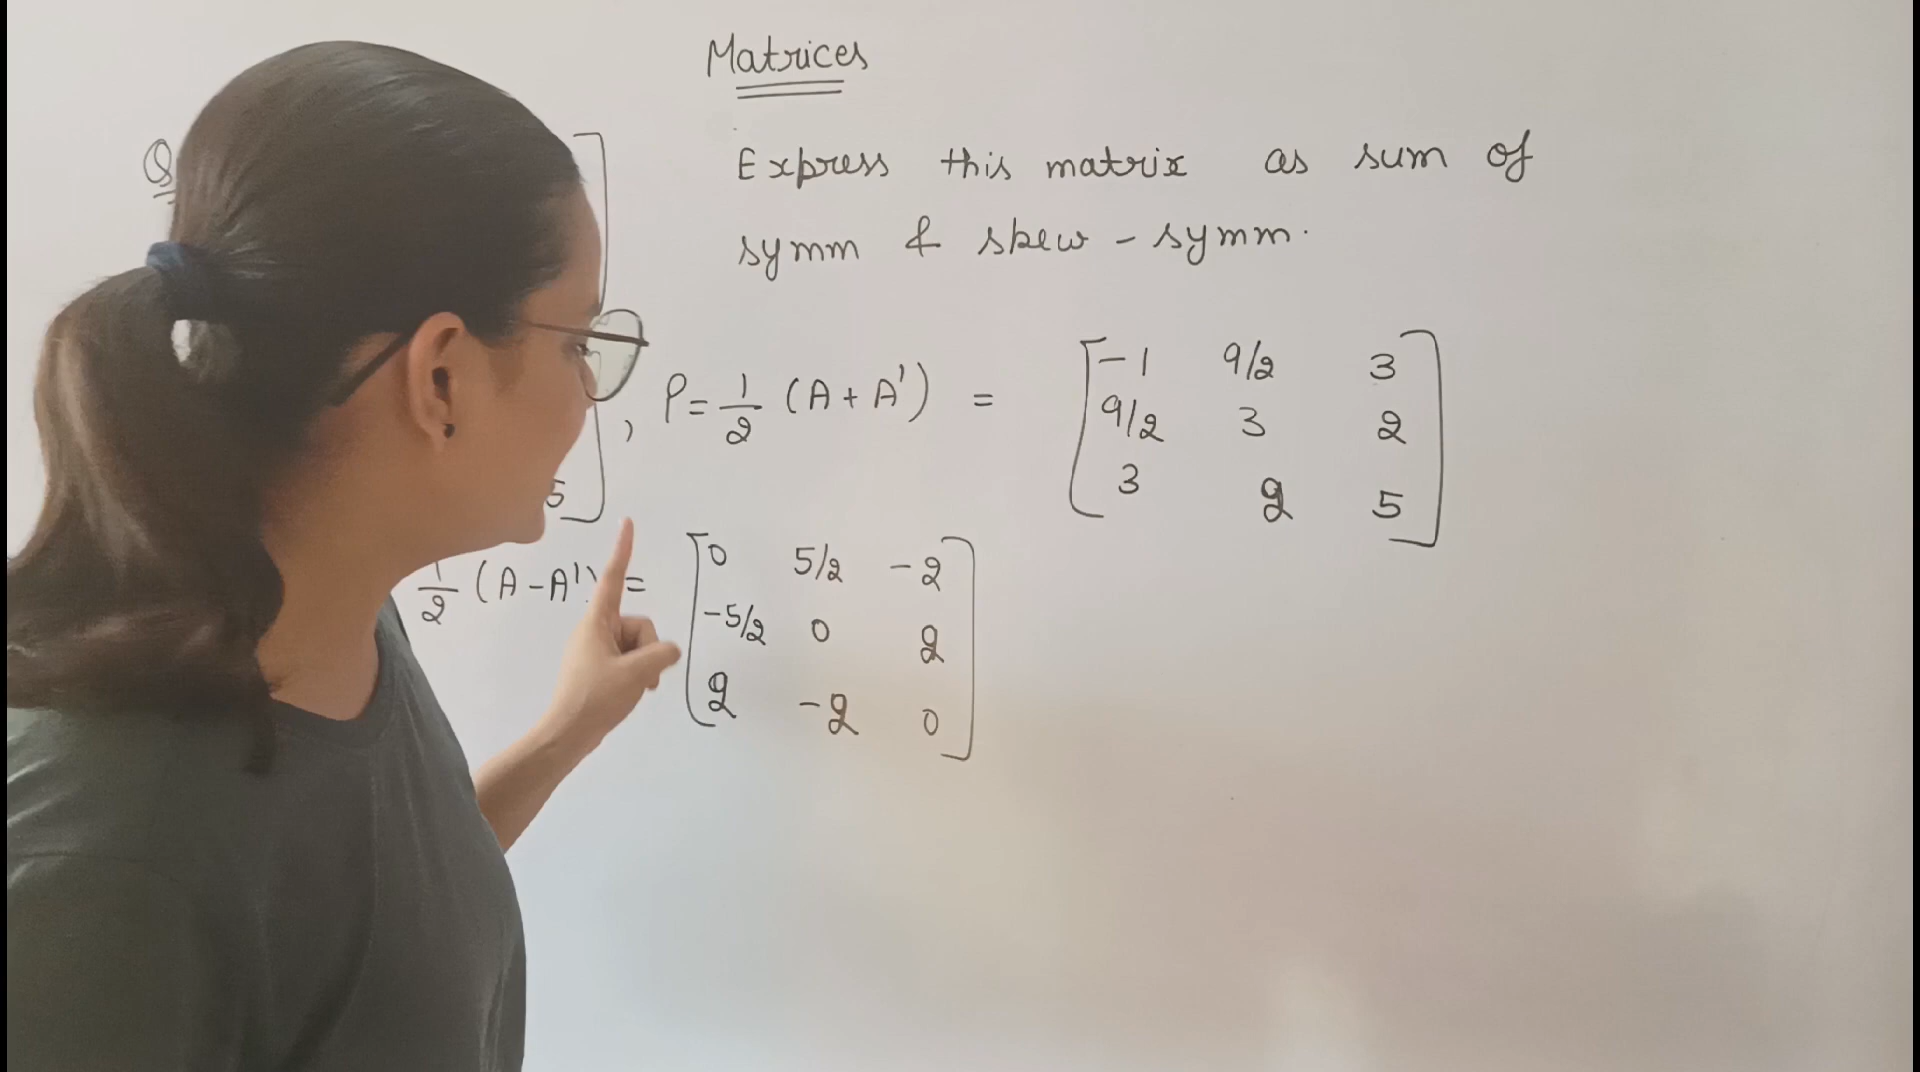 Matrices
Q
Express this matrix as sum of
symm & skew - symm.
5 , P = 1/2 (A + A') = [ -1 9/2 3
9/2 3 2
3 2 5 ]
1/2 (A - A') = [ 0 5/2 -2
-5/2 0 2
2 -2 0 ]